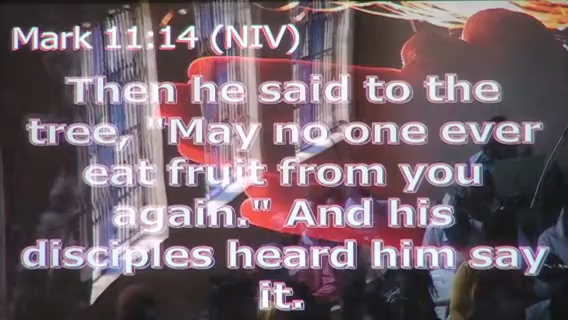 Mark 11:14 (NIV)
Then he said to the
tree, "May no one ever
eat fruit from you
again." And his
disciples heard him say
it.